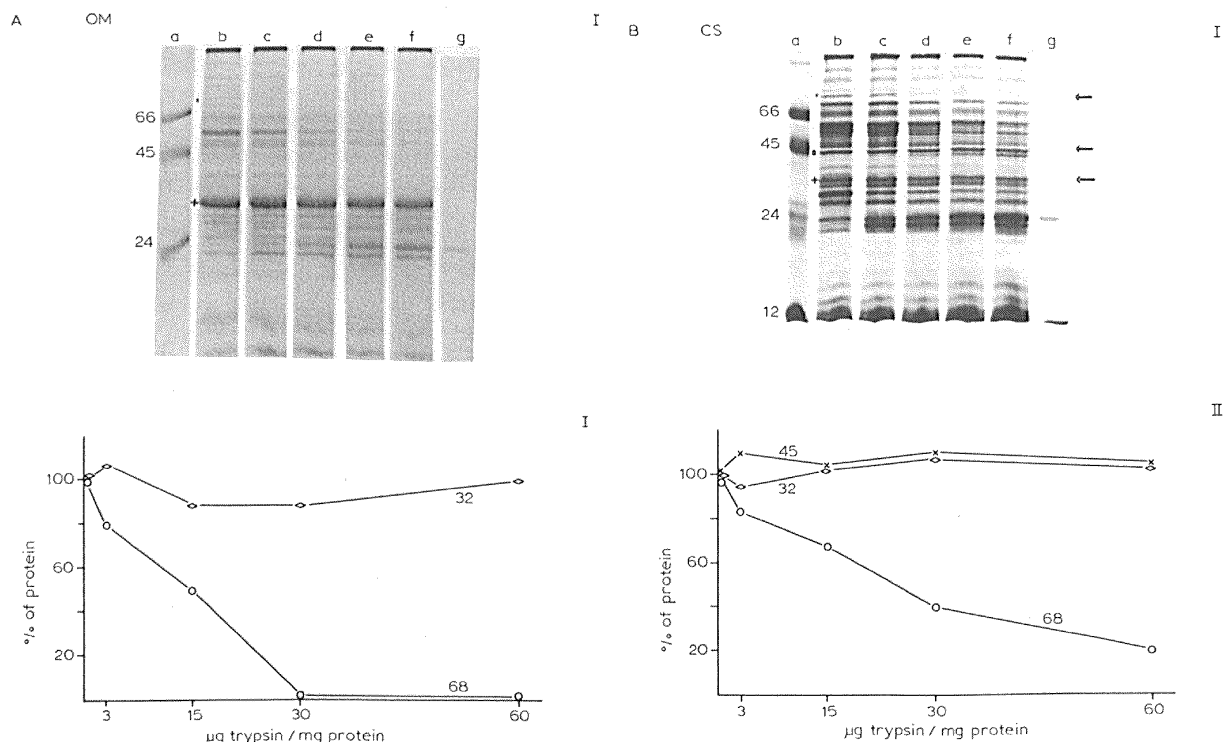 A OM I
a b c d e f g
66
45
+
24
B CS I
a b c d e f g
66
45
+
24
12
I
100
60
20
% of protein
32
68
3 15 30 60
µg trypsin / mg protein
II
100
60
20
% of protein
45
32
68
3 15 30 60
µg trypsin / mg protein